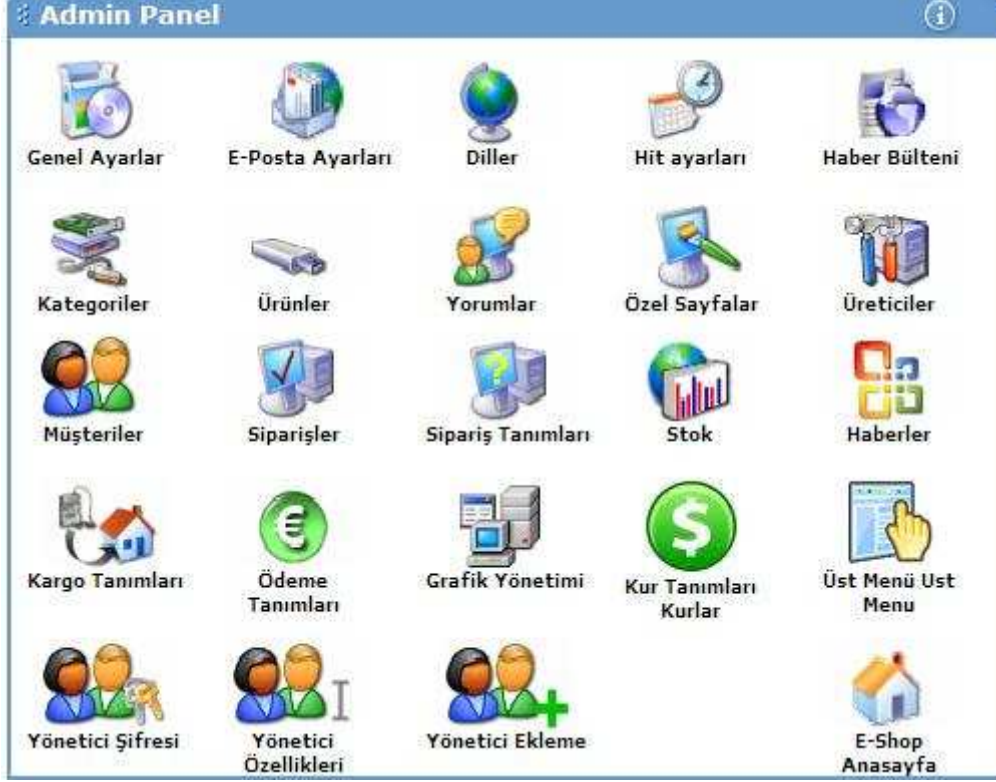 Admin Panel
Genel Ayarlar
E-Posta Ayarları
Diller
Hit ayarları
Haber Bülteni
Kategoriler
Ürünler
Yorumlar
Özel Sayfalar
Üreticiler
Müşteriler
Siparişler
Sipariş Tanımları
Stok
Haberler
Kargo Tanımları
Ödeme
Tanımları
Grafik Yönetimi
Kur Tanımları
Kurlar
Üst Menü Ust
Menu
Yönetici Şifresi
Yönetici
Özellikleri
Yönetici Ekleme
E-Shop
Anasayfa